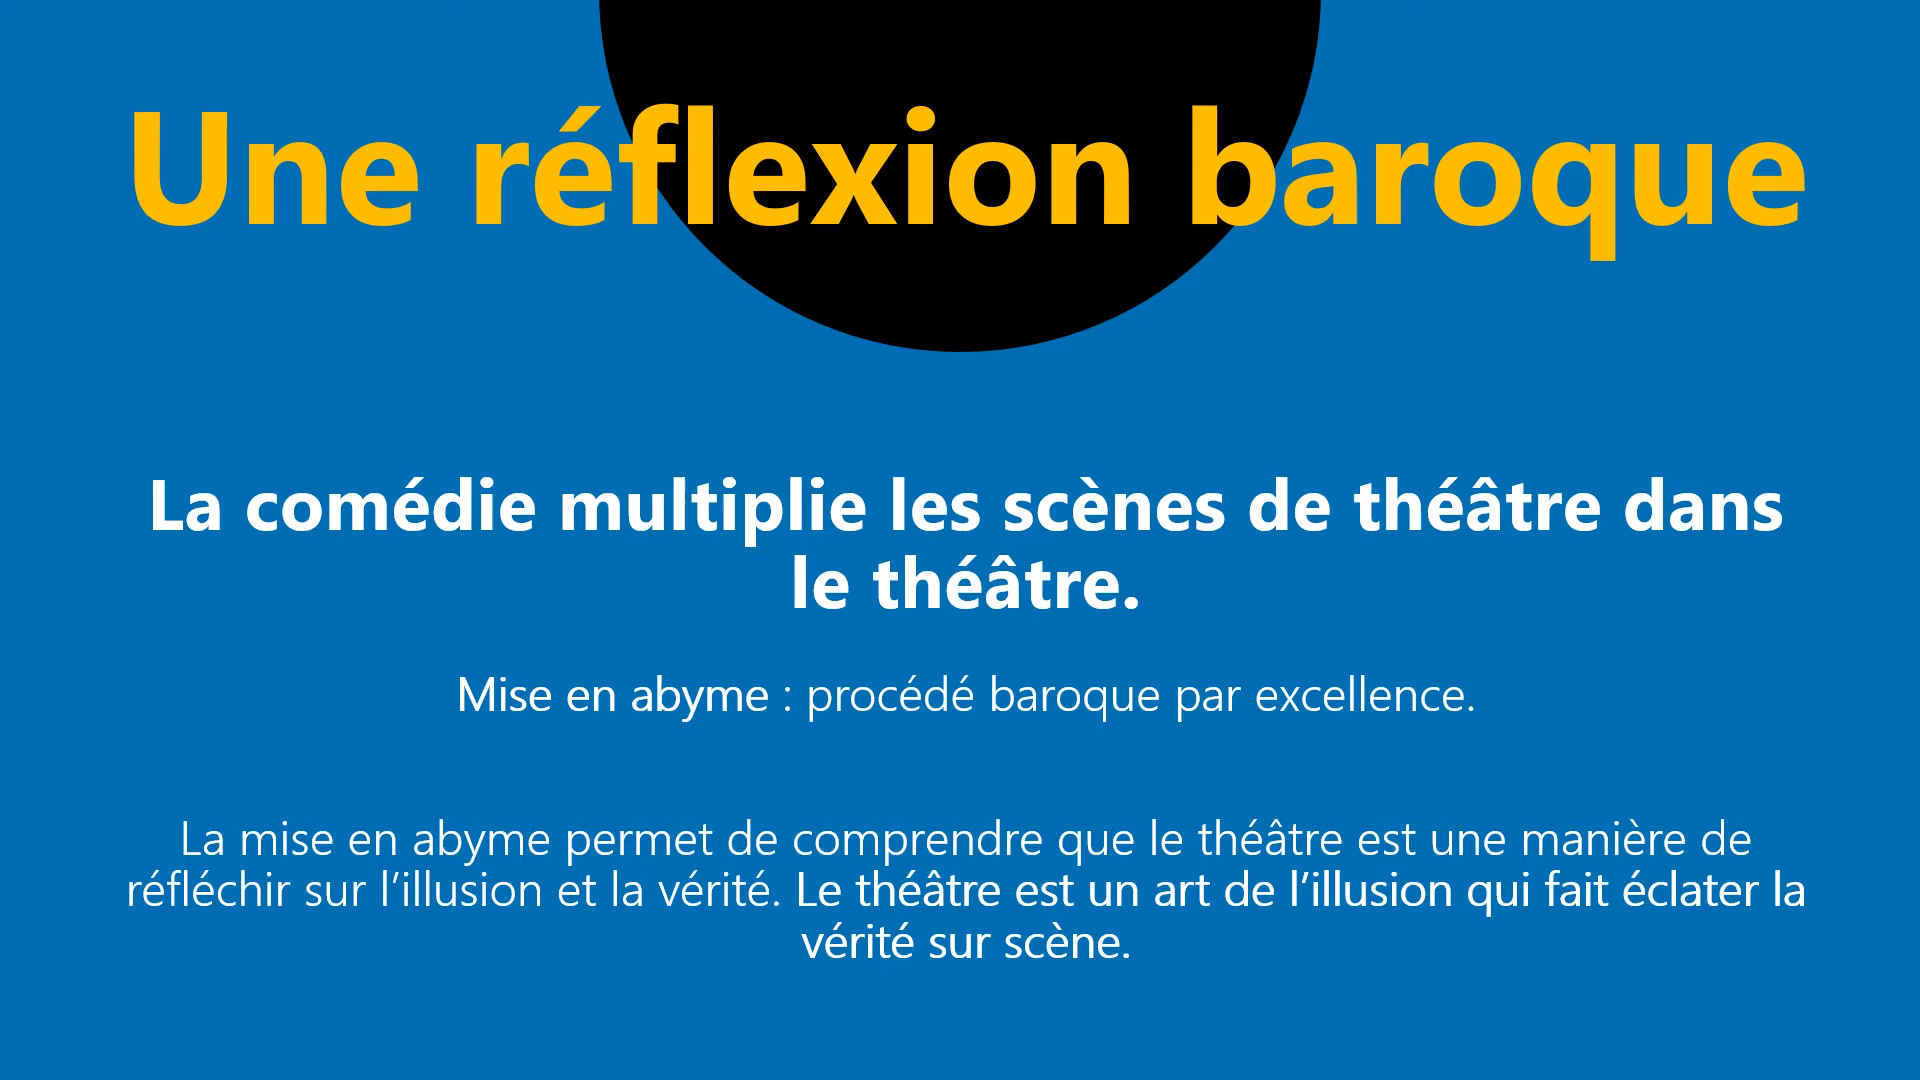 Une réflexion baroque
La comédie multiplie les scènes de théâtre dans
le théâtre.
Mise en abyme : procédé baroque par excellence.
La mise en abyme permet de comprendre que le théâtre est une manière de
réfléchir sur l’illusion et la vérité. Le théâtre est un art de l’illusion qui fait éclater la
vérité sur scène.